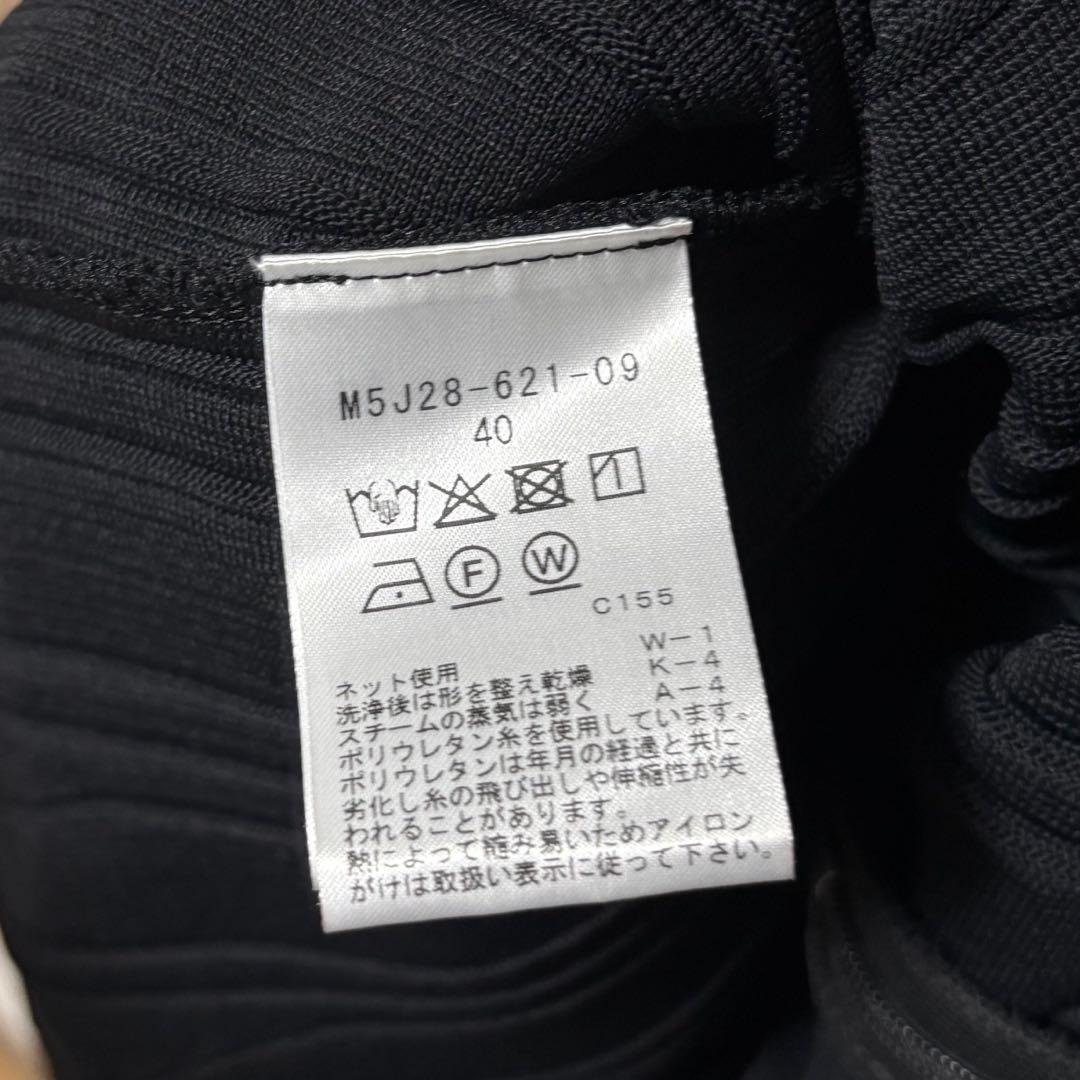 M5J28-621-09
40
F W
C155
W-1
K-4
A-4
ネット使用
洗浄後は形を整え乾燥
スチームの蒸気は弱く
ポリウレタン糸を使用しています。
ポリウレタンは年月の経過と共に
劣化し糸の飛び出しや伸縮性が失
われることがあります。
熱によって縮み易いためアイロン
がけは取扱い表示に従って下さい。